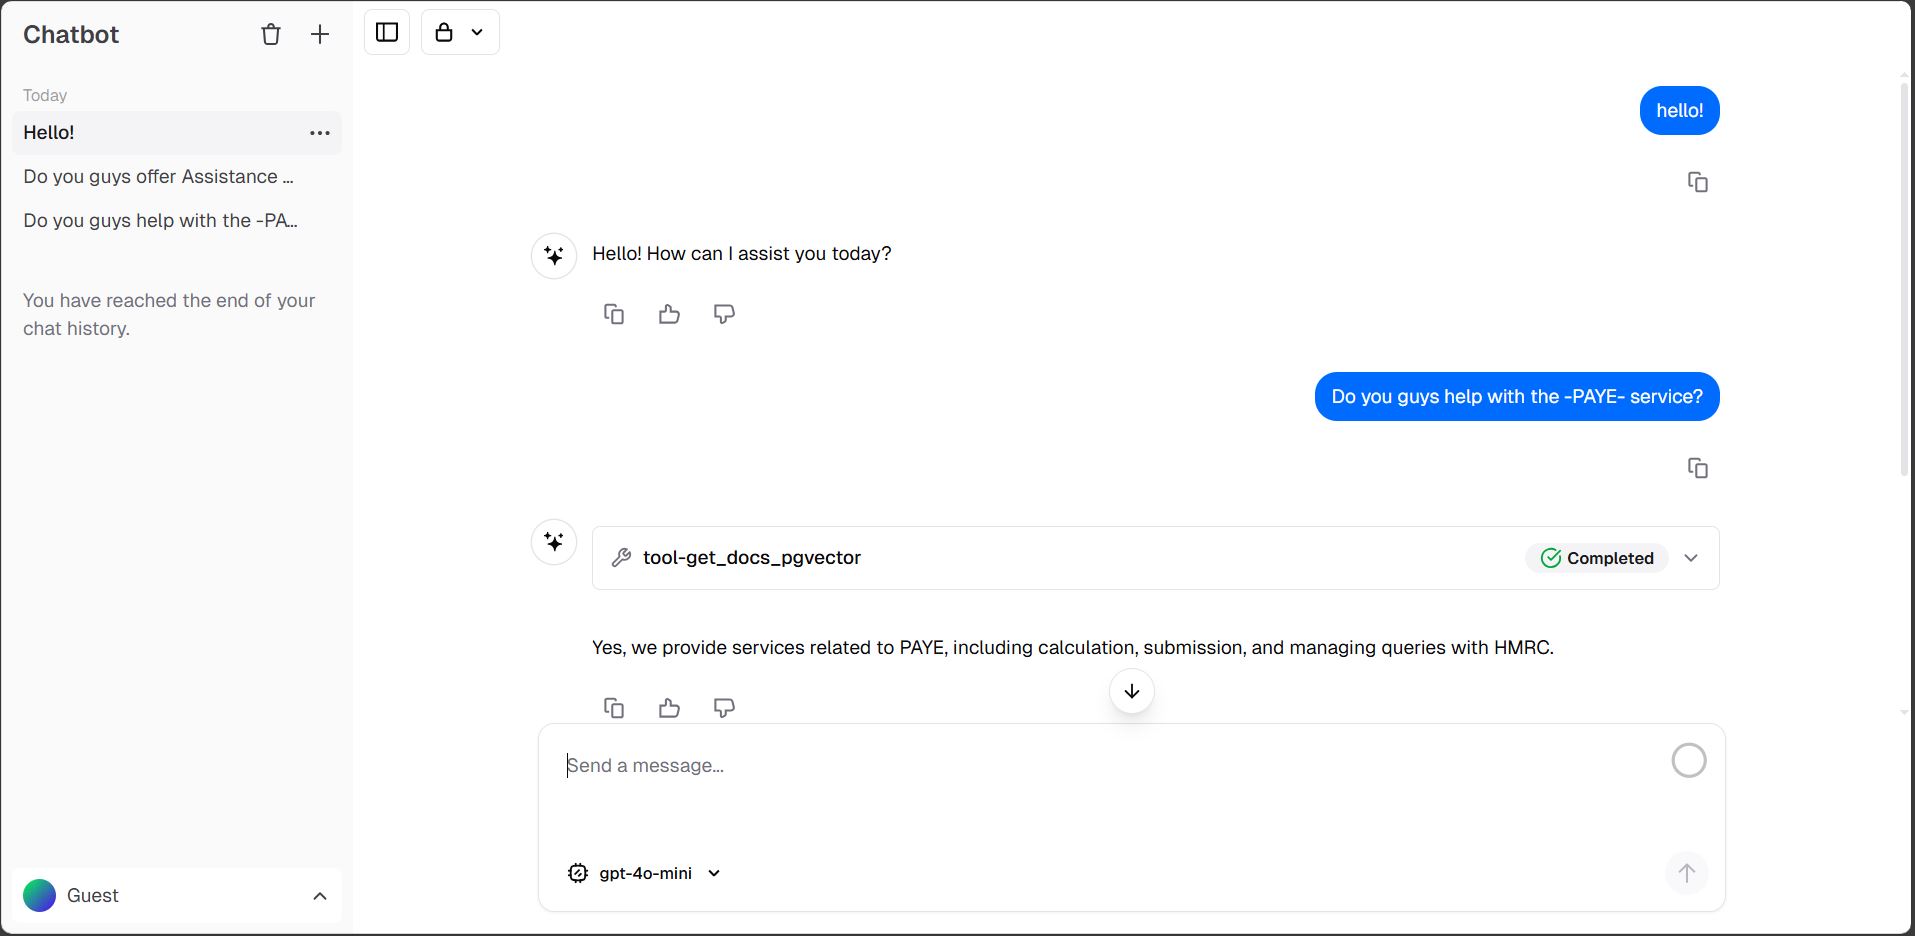 Chatbot
Today
Hello!
Do you guys offer Assistance ...
Do you guys help with the -PA...
You have reached the end of your
chat history.
Guest
hello!
Hello! How can I assist you today?
Do you guys help with the -PAYE- service?
tool-get_docs_pgvector
Completed
Yes, we provide services related to PAYE, including calculation, submission, and managing queries with HMRC.
Send a message...
gpt-4o-mini